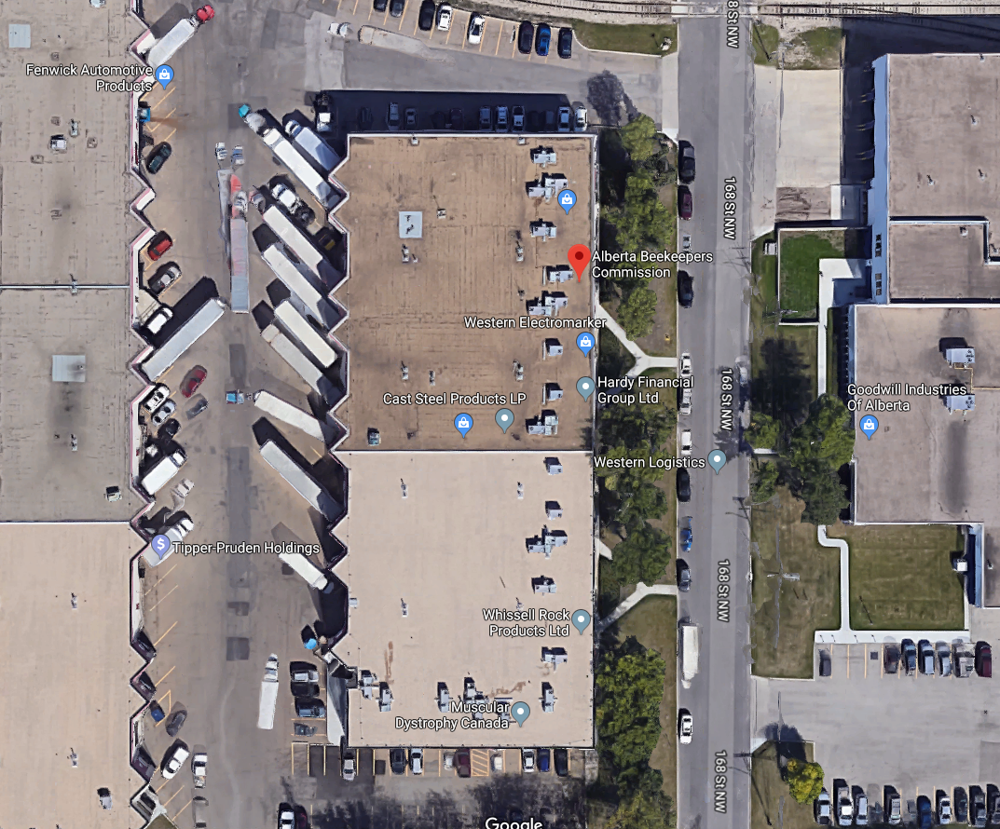 8 St NW
Fenwick Automotive
Products
168 St NW
Alberta Beekeepers
Commission
Western Electromarker
Hardy Financial
Group Ltd
Cast Steel Products LP
168 St NW
Goodwill Industries
Of Alberta
Western Logistics
$
Tipper-Pruden Holdings
168 St NW
Whissell Rock
Products Ltd
Muscular
Dystrophy Canada
168 St NW
Google